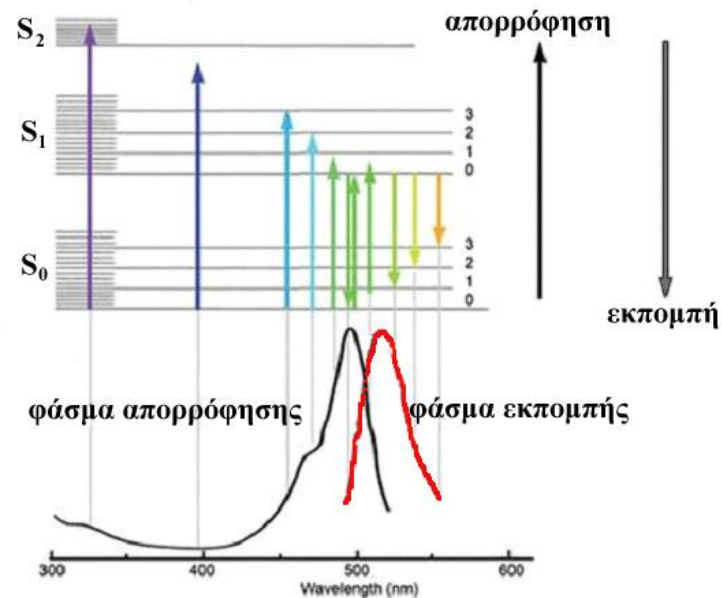 απορρόφηση
S2
S1
3
2
1
0
S0
3
2
1
0
εκπομπή
φάσμα απορρόφησης
φάσμα εκπομπής
300 400 500 600
Wavelength (nm)